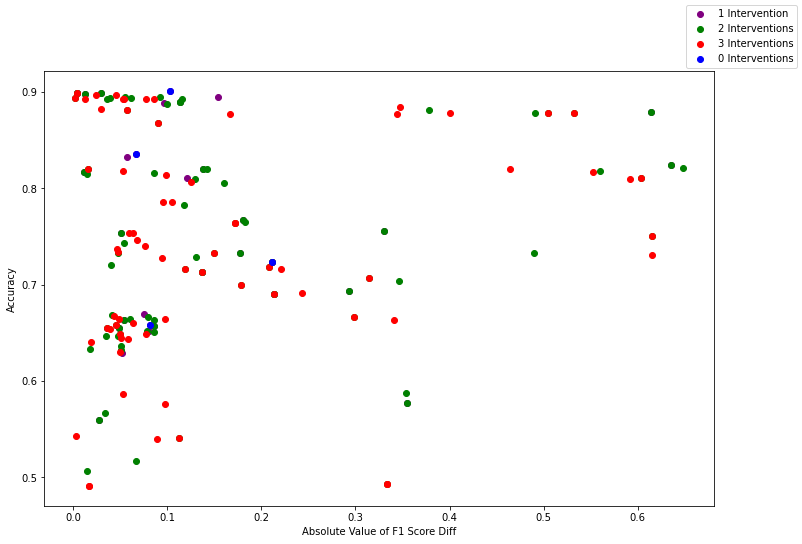 1 Intervention
2 Interventions
3 Interventions
0 Interventions
0.9
0.8
0.7
0.6
0.5
Accuracy
0.0 0.1 0.2 0.3 0.4 0.5 0.6
Absolute Value of F1 Score Diff